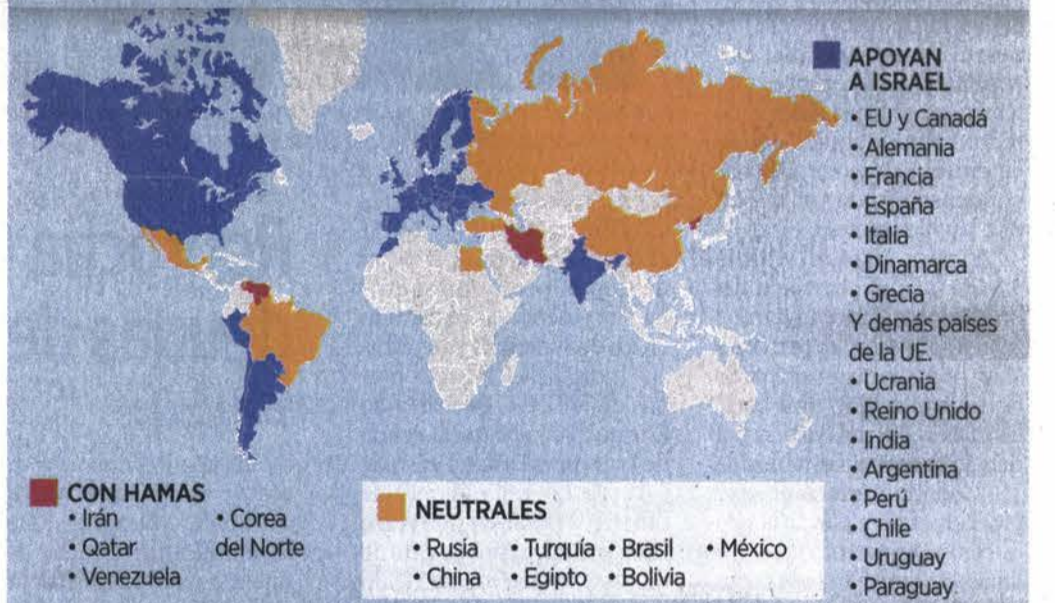 APOYAN
A ISRAEL
• EU y Canadá
• Alemania
• Francia
• España
• Italia
• Dinamarca
• Grecia
Y demás países
de la UE.
• Ucrania
• Reino Unido
• India
• Argentina
• Perú
• Chile
• Uruguay
• Paraguay
CON HAMAS
• Irán
• Qatar
• Venezuela
• Corea
del Norte
NEUTRALES
• Rusia • Turquía • Brasil • México
• China • Egipto • Bolivia